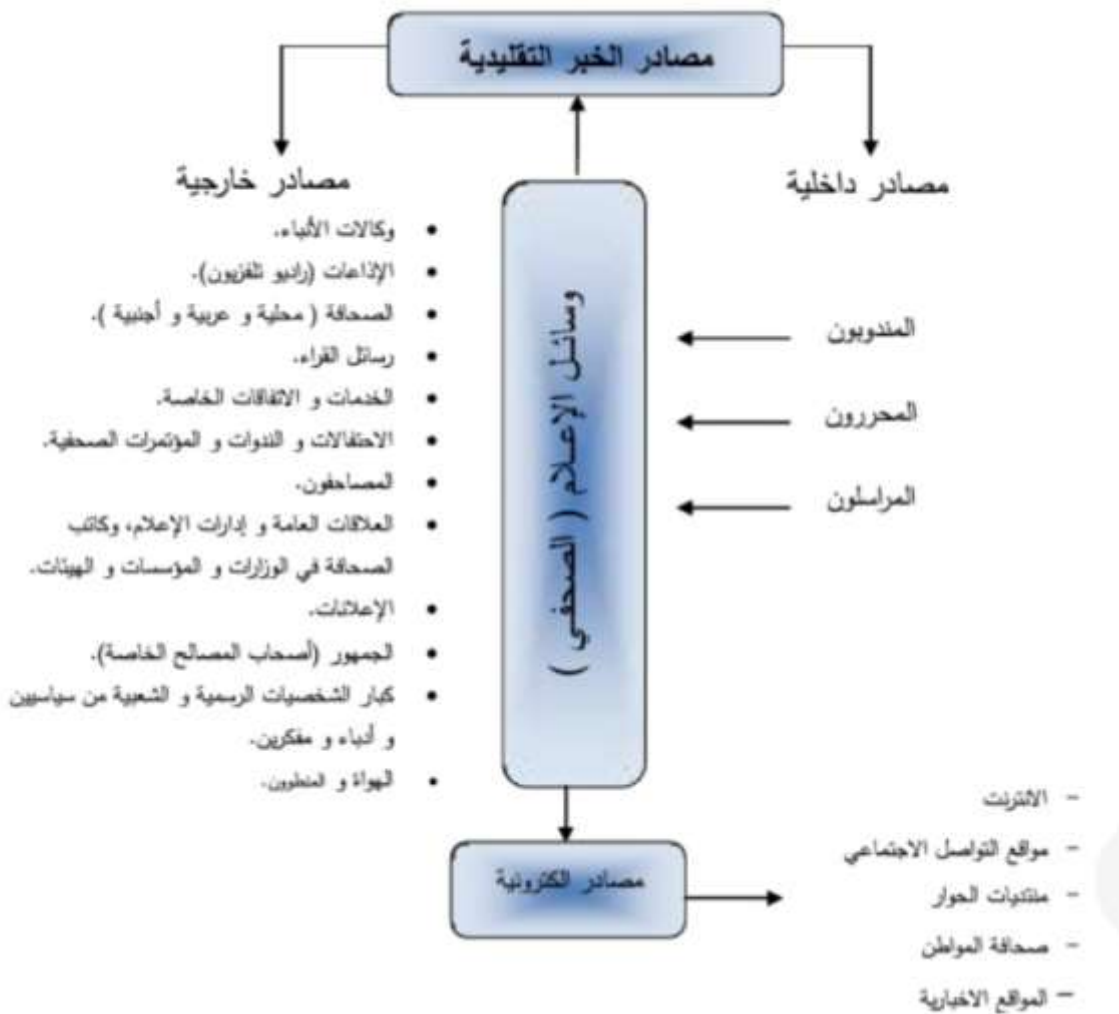 مصادر الخبر التقليدية
مصادر داخلية
المندوبون
المحررون
المراسلون
وسائل الإعلام ( الصحفي )
مصادر خارجية
• وكالات الأنباء.
• الإذاعات (راديو تلفزيون).
• الصحافة ( محلية و عربية و أجنبية ).
• رسائل القراء.
• الخدمات و الاتفاقات الخاصة.
• الاحتفالات و الندوات و المؤتمرات الصحفية.
• المصاحفون.
• العلاقات العامة و إدارات الإعلام، وكاتب
الصحافة في الوزارات و المؤسسات و الهيئات.
• الإعلانات.
• الجمهور (أصحاب المصالح الخاصة).
• كبار الشخصيات الرسمية و الشعبية من سياسيين
و أدباء و مفكرين.
• الهواة و
مصادر الكترونية
- الانترنت
- مواقع التواصل الاجتماعي
- منتديات الحوار
- صحافة المواطن
- المواقع الاخبارية